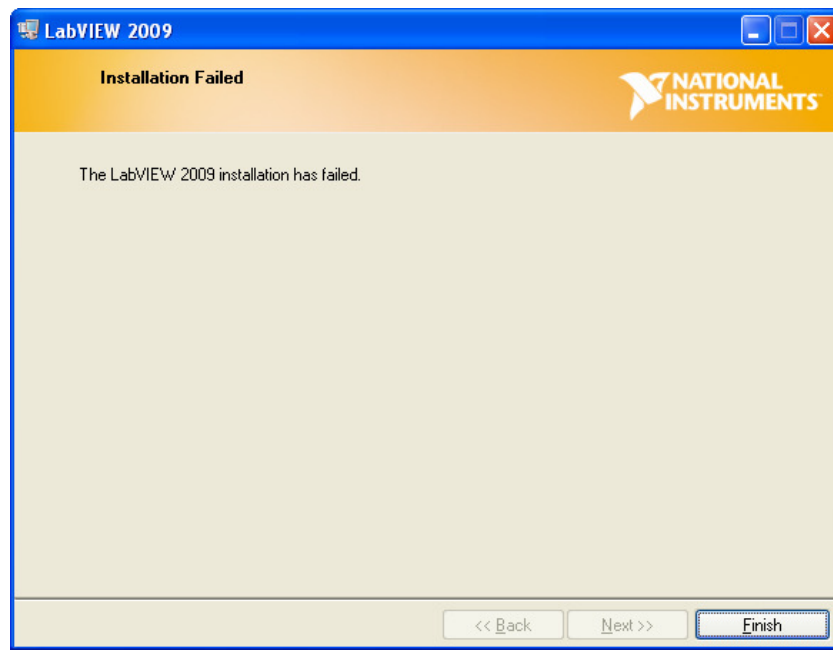 LabVIEW 2009
Installation Failed
NATIONAL
INSTRUMENTS
The LabVIEW 2009 installation has failed.
<< Back Next >> Finish